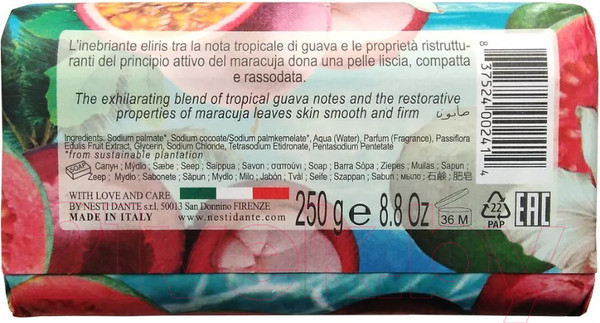 L'inebriante eliris tra la nota tropicale di guava e le proprietà ristruttu-
ranti del principio attivo del maracuja dona una pelle liscia, compatta
e rassodata.
The exhilarating blend of tropical guava notes and the restorative
properties of maracuja leaves skin smooth and firm صابون
Ingredients: Sodium palmate*, Sodium cocoate/Sodium palmkernelate*, Aqua (Water), Parfum (Fragrance), Passiflora
Edulis Fruit Extract, Glycerin, Sodium Chloride, Tetrasodium Etidronate, Pentasodium Pentetate
*from sustainable plantation
SOAP
Сапун / Mýdlo / Sæbe / Seep / Saippua / Savon / σαπούνι / Soap / Barra Sópa / Ziepes / Muilas / Sapun /
Zeep / Sabonete / Săpun / Mydlo / Milo / Jabón / Tvål / Seife / Szappan / Sabun / мыло / 石鹸 / 肥皂
WITH LOVE AND CARE
BY NESTI DANTE s.r.l. 50013 San Donnino FIRENZE
MADE IN ITALY www.nestidante.com
250 g e 8.8 Oz
36 M
22
PAP
EAC
8 37524 00241 4